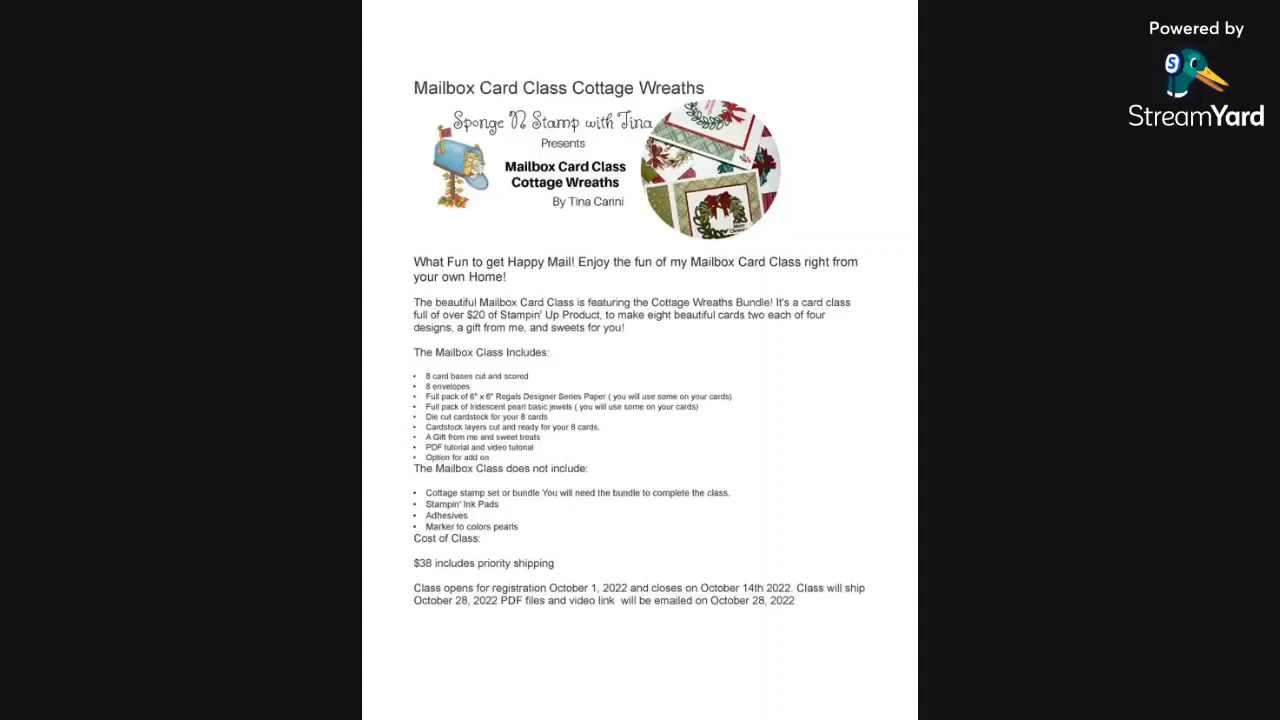 Powered by
StreamYard
Mailbox Card Class Cottage Wreaths
Sponge N Stamp with Tina
Presents
Mailbox Card Class
Cottage Wreaths
By Tina Carini
What Fun to get Happy Mail! Enjoy the fun of my Mailbox Card Class right from
your own Home!
The beautiful Mailbox Card Class is featuring the Cottage Wreaths Bundle! It's a card class
full of over $20 of Stampin' Up Product, to make eight beautiful cards two each of four
designs, a gift from me, and sweets for you!
The Mailbox Class Includes:
• 8 card bases cut and scored
• 8 envelopes
• Full pack of 6" x 6" Regals Designer Series Paper ( you will use some on your cards)
• Full pack of Iridescent pearl basic jewels ( you will use some on your cards)
• Die cut cardstock for your 8 cards
• Cardstock layers cut and ready for your 8 cards.
• A Gift from me and sweet treats
• PDF tutorial and video tutorial
• Option for add on
The Mailbox Class does not include:
• Cottage stamp set or bundle You will need the bundle to complete the class.
• Stampin' Ink Pads
• Adhesives
• Marker to colors pearls
Cost of Class:
$38 includes priority shipping
Class opens for registration October 1, 2022 and closes on October 14th 2022. Class will ship
October 28, 2022 PDF files and video link will be emailed on October 28, 2022